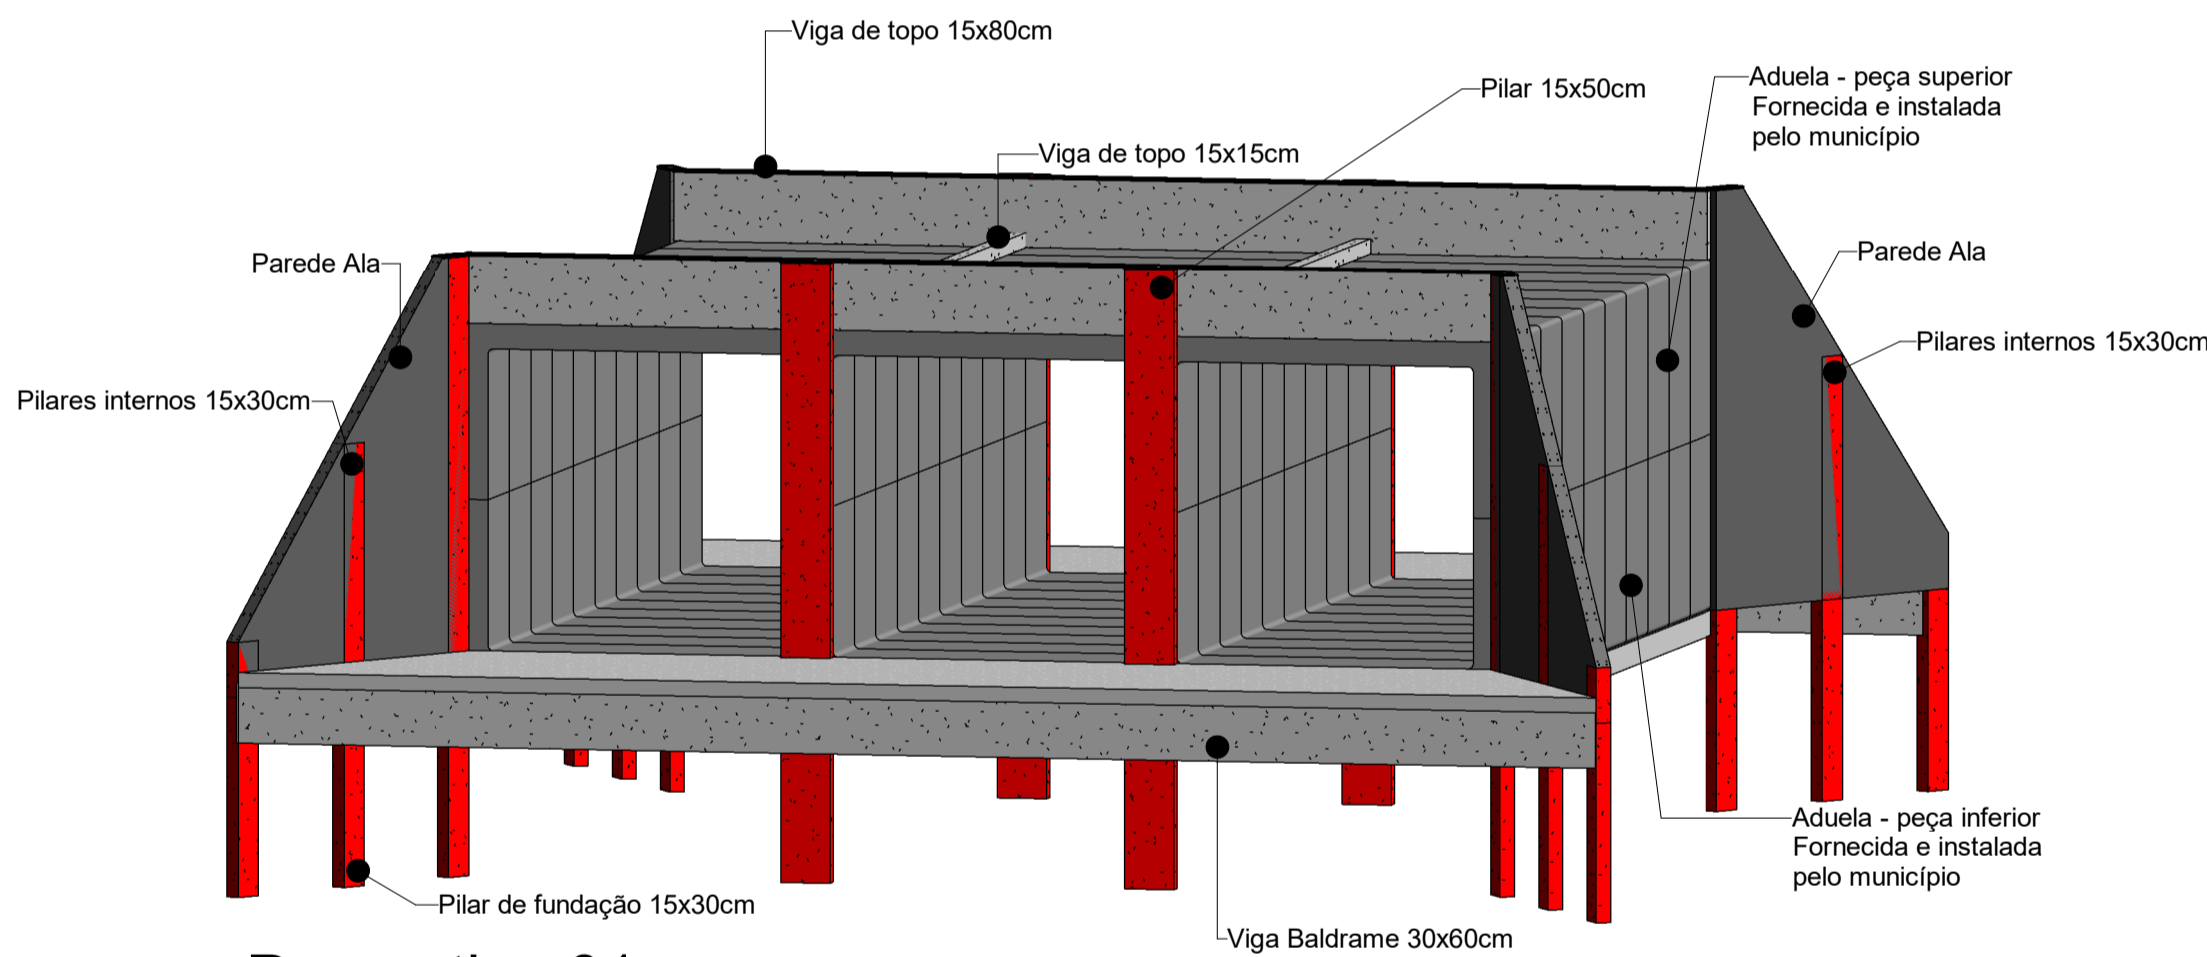 Viga de topo 15x80cm
Aduela - peça superior
Fornecida e instalada
pelo município
Pilar 15x50cm
Viga de topo 15x15cm
Parede Ala
Parede Ala
Pilares internos 15x30cm
Pilares internos 15x30cm
Aduela - peça inferior
Fornecida e instalada
pelo município
Pilar de fundação 15x30cm
Viga Baldrame 30x60cm